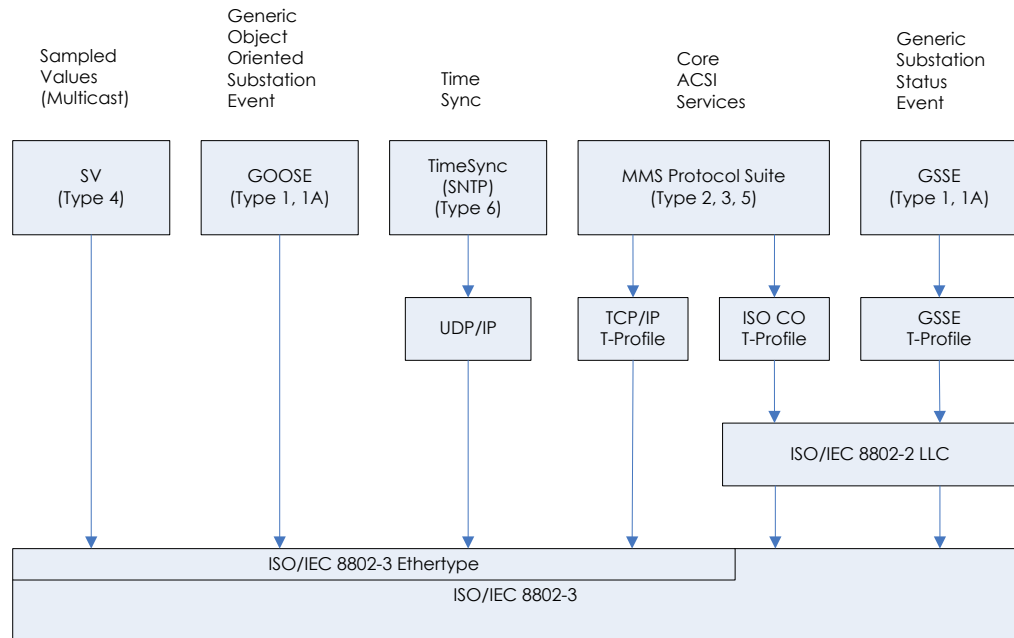 Sampled
Values
(Multicast)
Generic
Object
Oriented
Substation
Event
Time
Sync
Core
ACSI
Services
Generic
Substation
Status
Event
SV
(Type 4)
GOOSE
(Type 1, 1A)
TimeSync
(SNTP)
(Type 6)
MMS Protocol Suite
(Type 2, 3, 5)
GSSE
(Type 1, 1A)
UDP/IP
TCP/IP
T-Profile
ISO CO
T-Profile
GSSE
T-Profile
ISO/IEC 8802-2 LLC
ISO/IEC 8802-3 Ethertype
ISO/IEC 8802-3